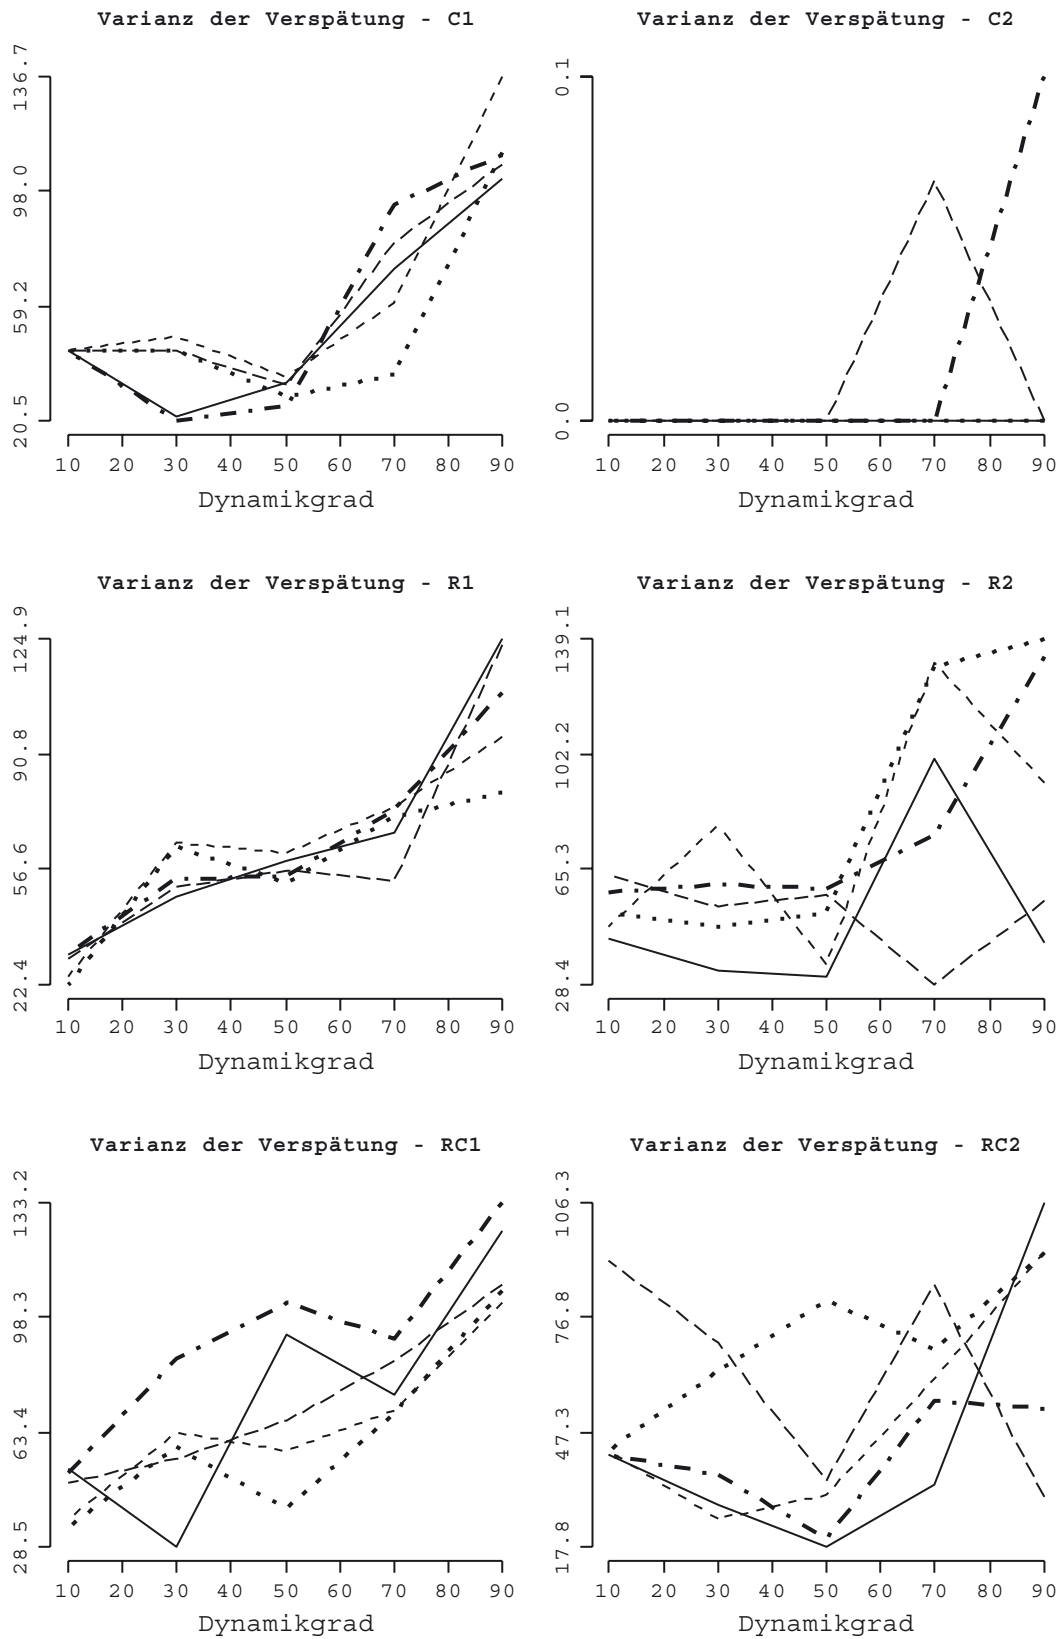 Varianz der Verspätung - C1
136.7
98.0
59.2
20.5
10 20 30 40 50 60 70 80 90
Dynamikgrad
Varianz der Verspätung - C2
0.1
0.0
10 20 30 40 50 60 70 80 90
Dynamikgrad
Varianz der Verspätung - R1
124.9
90.8
56.6
22.4
10 20 30 40 50 60 70 80 90
Dynamikgrad
Varianz der Verspätung - R2
139.1
102.2
65.3
28.4
10 20 30 40 50 60 70 80 90
Dynamikgrad
Varianz der Verspätung - RC1
133.2
98.3
63.4
28.5
10 20 30 40 50 60 70 80 90
Dynamikgrad
Varianz der Verspätung - RC2
106.3
76.8
47.3
17.8
10 20 30 40 50 60 70 80 90
Dynamikgrad